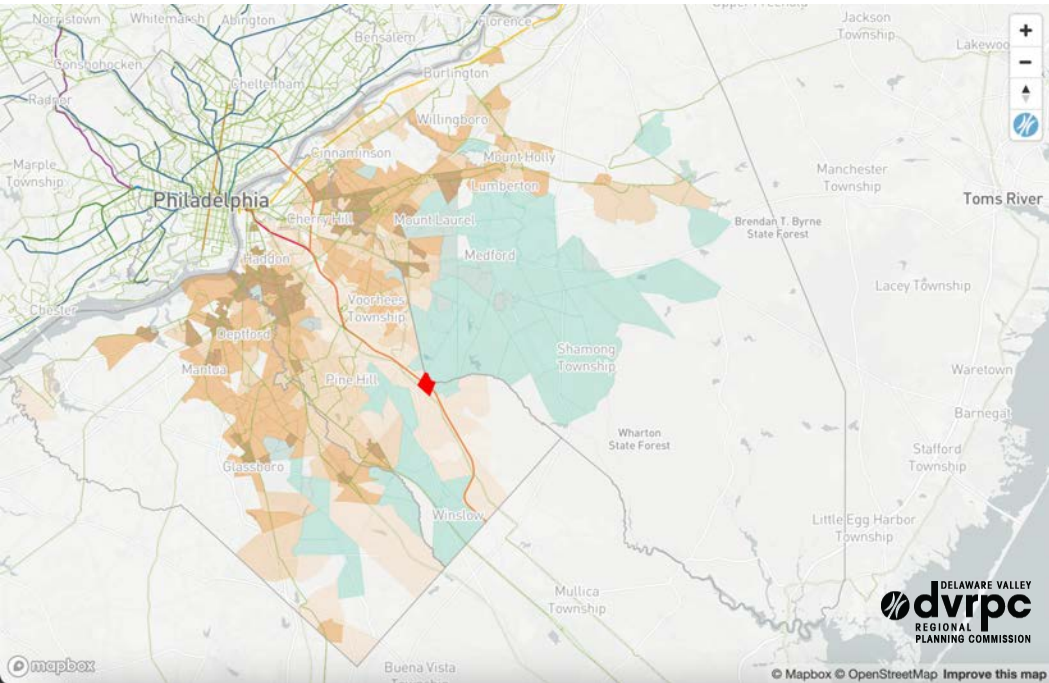 Norristown
Whitemarsh
Abington
Florence
Jackson
Township
Bensalem
Lakewoo
Conshohocken
Burlington
Cheltenham
Radnor
Willingboro
Cinnaminson
Mount Holly
Marple
Township
Manchester
Township
Lumberton
Philadelphia
Toms River
Cherry Hill
Mount Laurel
Brendan T. Byrne
State Forest
Haddon
Medford
Lacey Township
Voorhees
Township
Chester
Deptford
Shamong
Township
Mantua
Pine Hill
Waretown
Barnegat
Wharton
State Forest
Stafford
Township
Glassboro
Winslow
Little Egg Harbor
Township
Mullica
Township
DELAWARE VALLEY
dvrpc
REGIONAL
PLANNING COMMISSION
mapbox
Buena Vista
© Mapbox © OpenStreetMap Improve this map